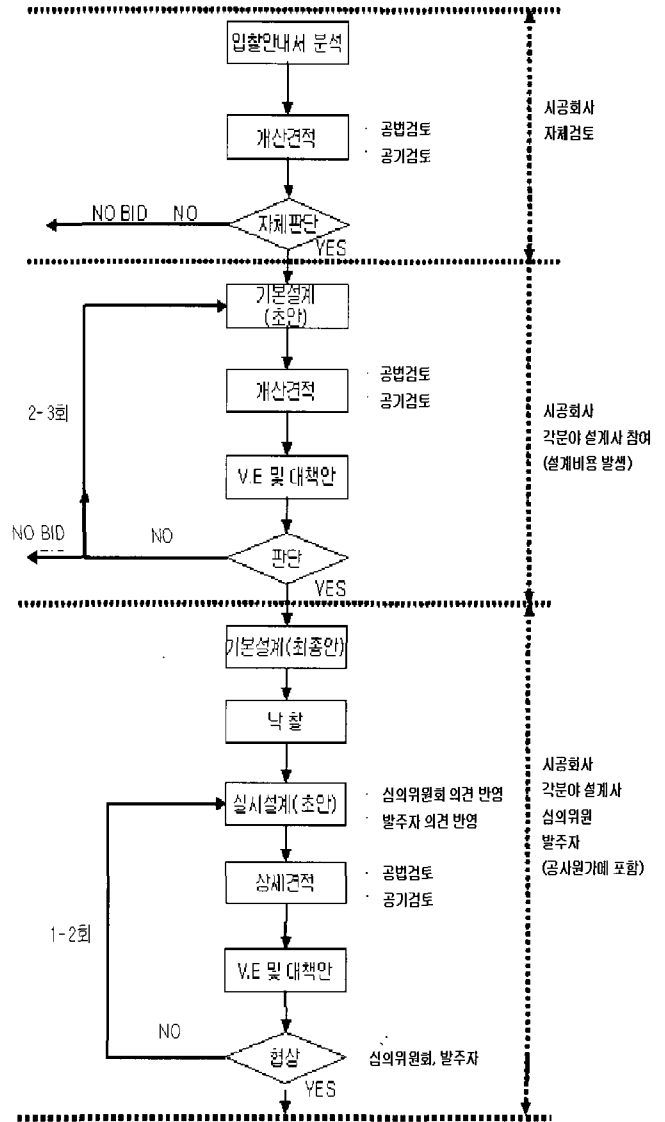 입찰안내서 분석
개산견적
· 공법검토
· 공기검토
시공회사
자체검토
NO BID NO
자체판단
YES
기본설계
(초안)
개산견적
· 공법검토
· 공기검토
2-3회
시공회사
각분야 설계사 참여
(설계비용 발생)
V.E 및 대책안
NO BID
NO
판단
YES
기본설계(최종안)
낙 찰
실시설계(초안)
· 심의위원회 의견 반영
· 발주자 의견 반영
시공회사
각분야 설계사
심의위원
발주자
(공사원가에 포함)
상세견적
· 공법검토
· 공기검토
1-2회
V.E 및 대책안
NO
협상
심의위원회, 발주자
YES